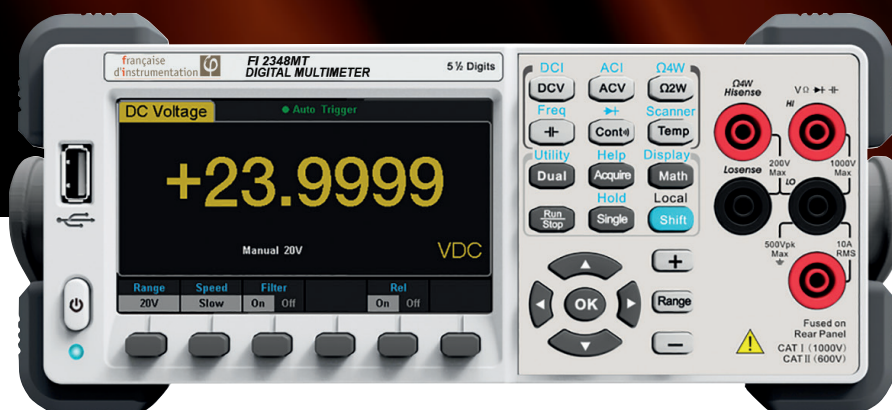 française
d'instrumentation
FI 2348MT
DIGITAL MULTIMETER
5 ½ Digits
DC Voltage
Auto Trigger
+23.9999
Manual 20V
VDC
Range Speed Filter Rel
20V Slow On Off On Off
DCI ACI Ω4W
DCV ACV Ω2W
Freq Scanner
Cont Temp
Utility Help Display
Dual Acquire Math
Hold Local
Run
Stop
Single Shift
OK
+
Range
−
Ω4W
Hisense
VΩ
HI
200V
Max
1000V
Max
Losense
LO
500Vpk
Max
10A
RMS
Fused on
Rear Panel
CAT I (1000V)
CAT II (600V)